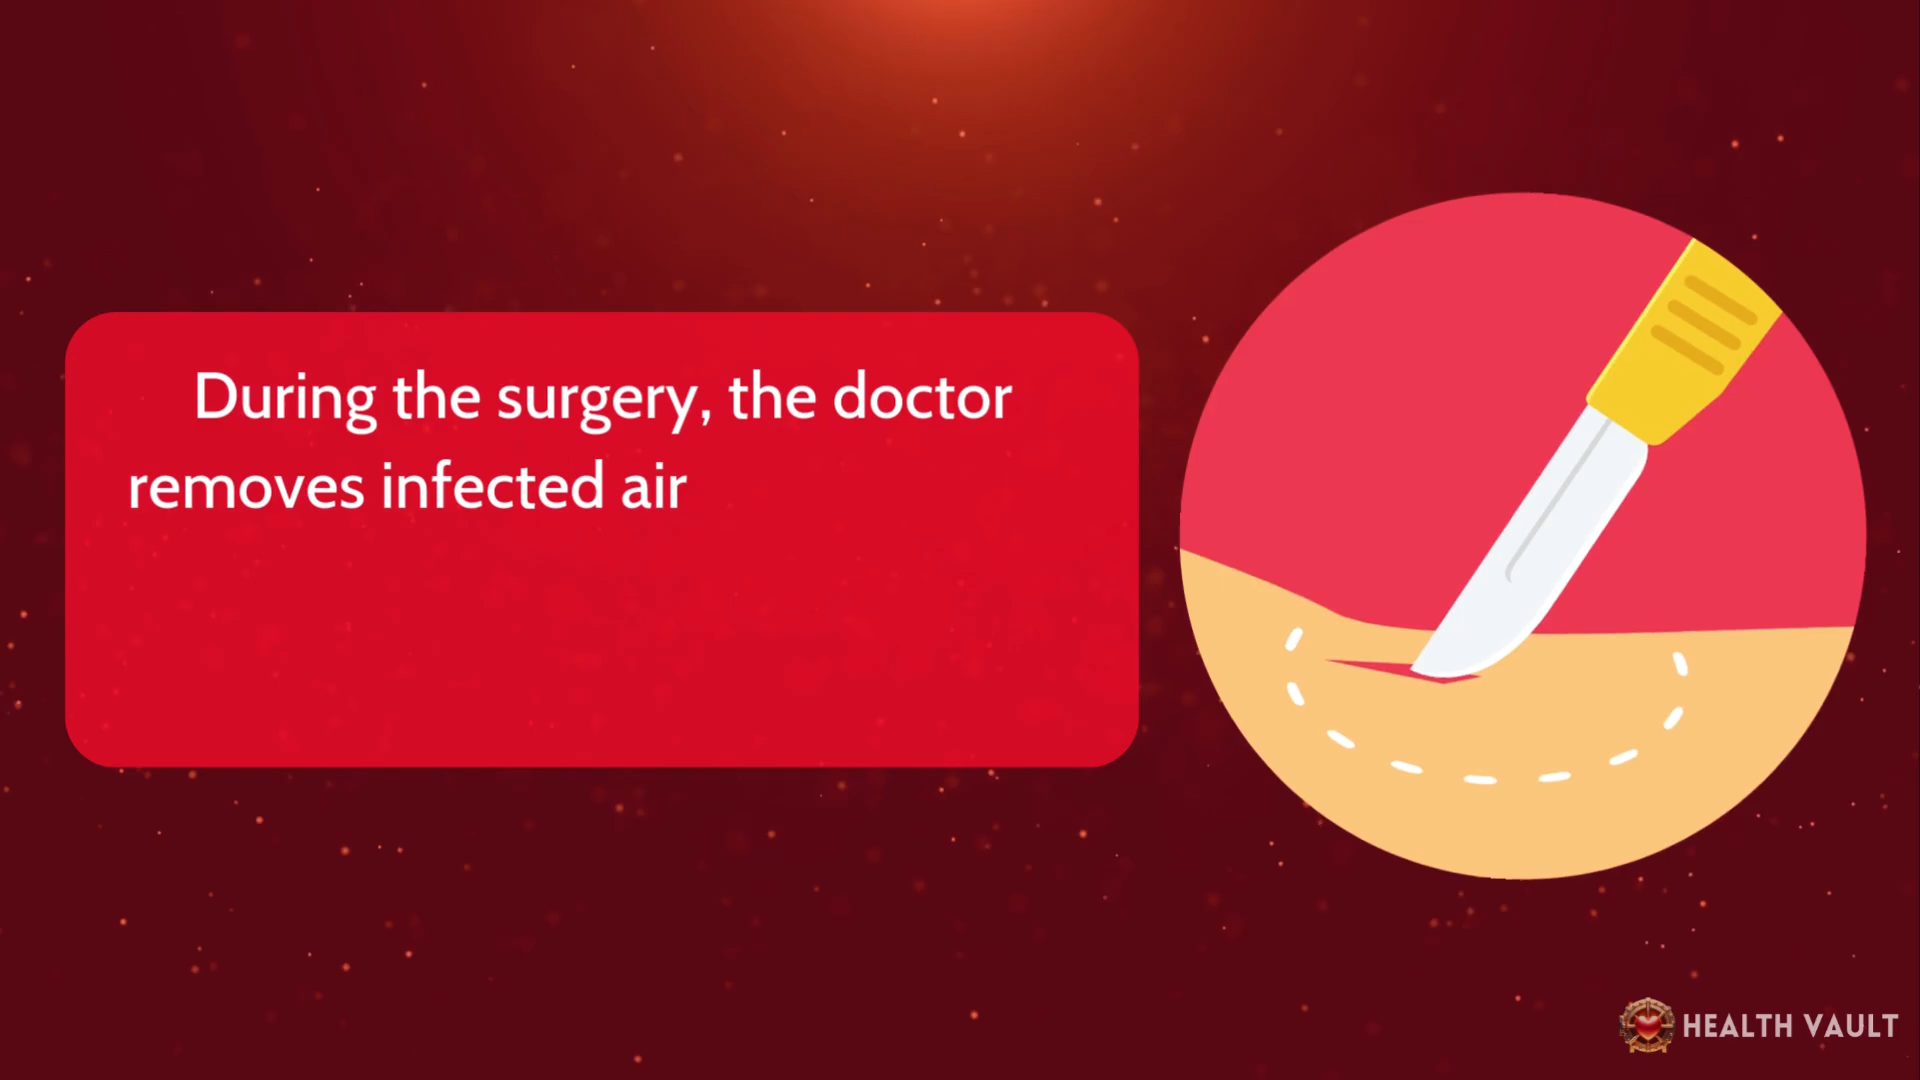 During the surgery, the doctor
removes infected air
HEALTH VAULT